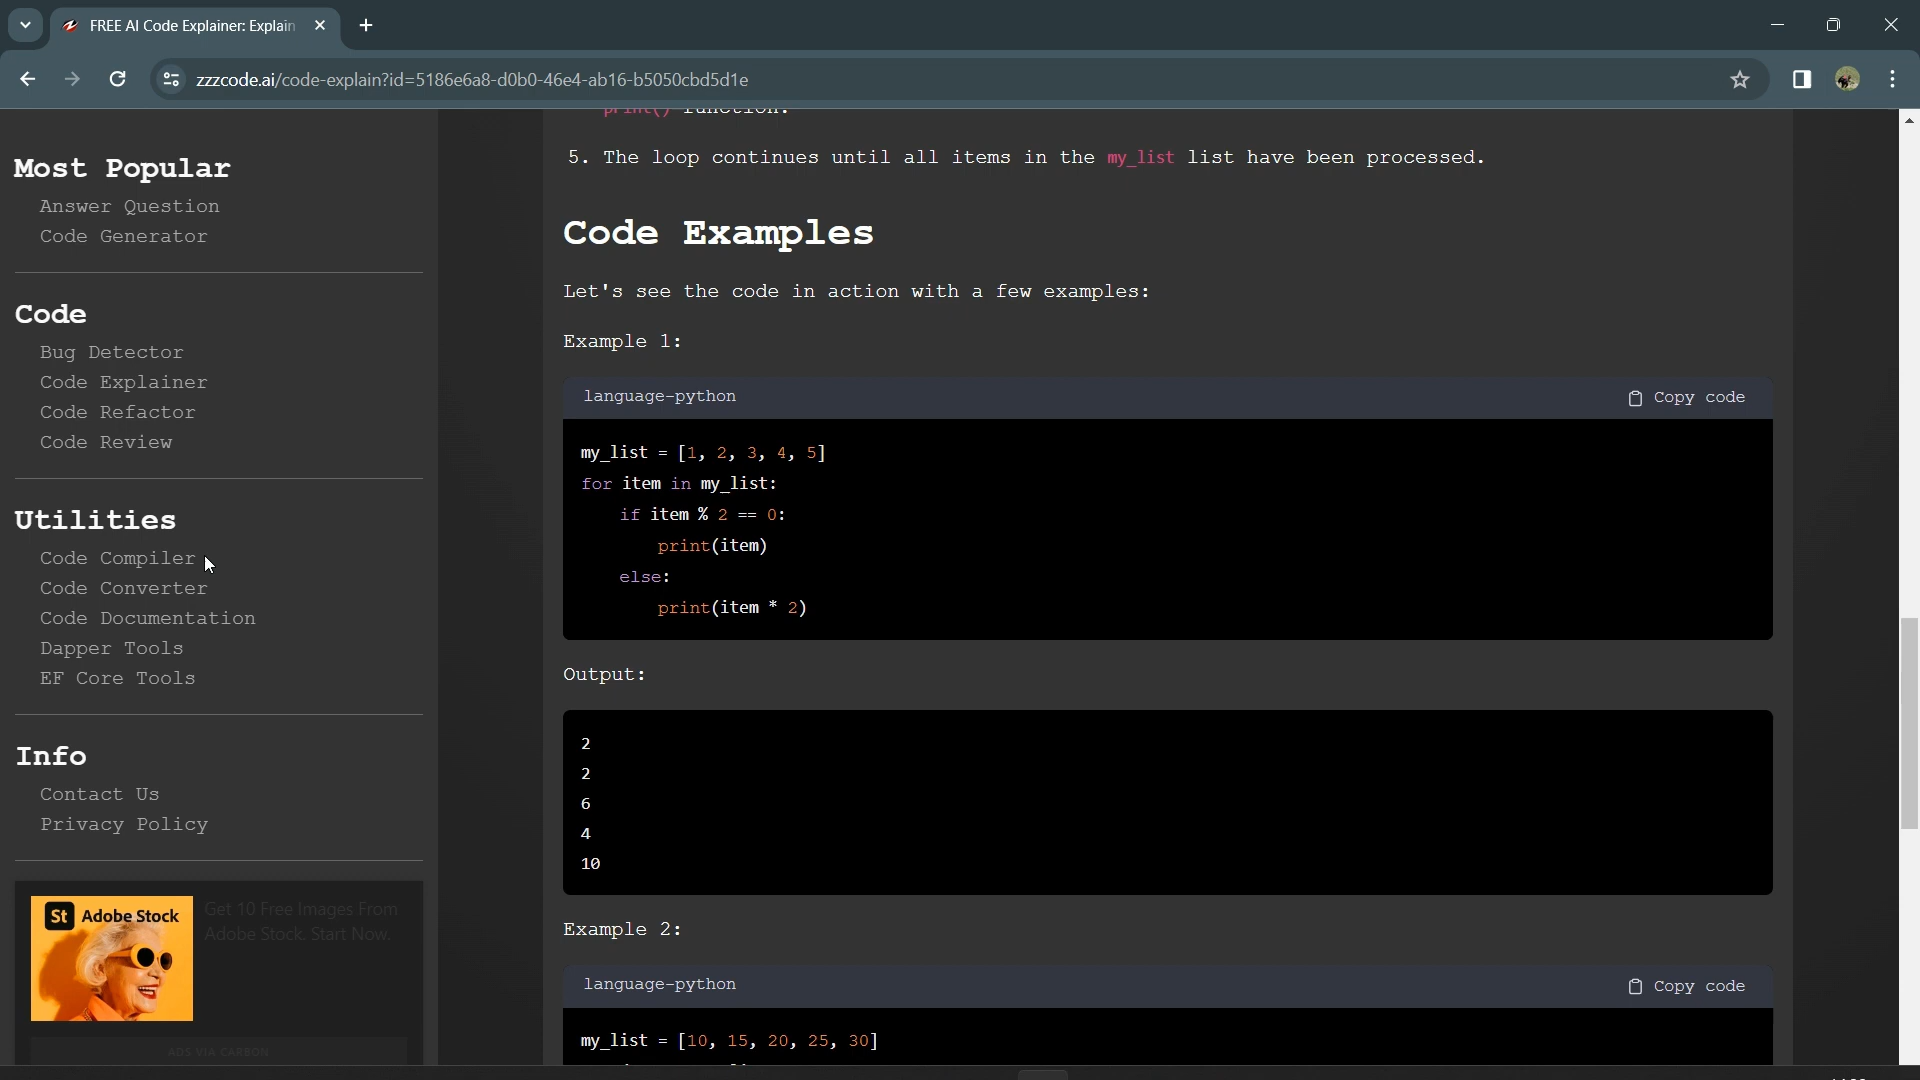 FREE AI Code Explainer: Explain
zzzcode.ai/code-explain?id=5186e6a8-d0b0-46e4-ab16-b5050cbd5d1e
Most Popular
Answer Question
Code Generator
Code
Bug Detector
Code Explainer
Code Refactor
Code Review
Utilities
Code Compiler
Code Converter
Code Documentation
Dapper Tools
EF Core Tools
Info
Contact Us
Privacy Policy
St Adobe Stock
Get 10 Free Images From
Adobe Stock. Start Now.
ADS VIA CARBON
print() function.
5. The loop continues until all items in the my_list list have been processed.
Code Examples
Let's see the code in action with a few examples:
Example 1:
language-python
Copy code
my_list = [1, 2, 3, 4, 5]
for item in my_list:
if item % 2 == 0:
print(item)
else:
print(item * 2)
Output:
2
2
6
4
10
Example 2:
language-python
Copy code
my_list = [10, 15, 20, 25, 30]